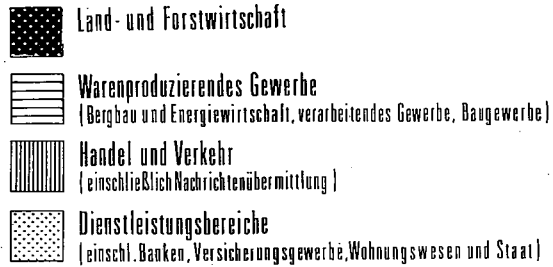 Land- und Forstwirtschaft
Warenproduzierendes Gewerbe
(Bergbau und Energiewirtschaft, verarbeitendes Gewerbe, Baugewerbe)
Handel und Verkehr
(einschließlich Nachrichtenübermittlung)
Dienstleistungsbereiche
(einschl. Banken, Versicherungsgewerbe, Wohnungswesen und Staat)